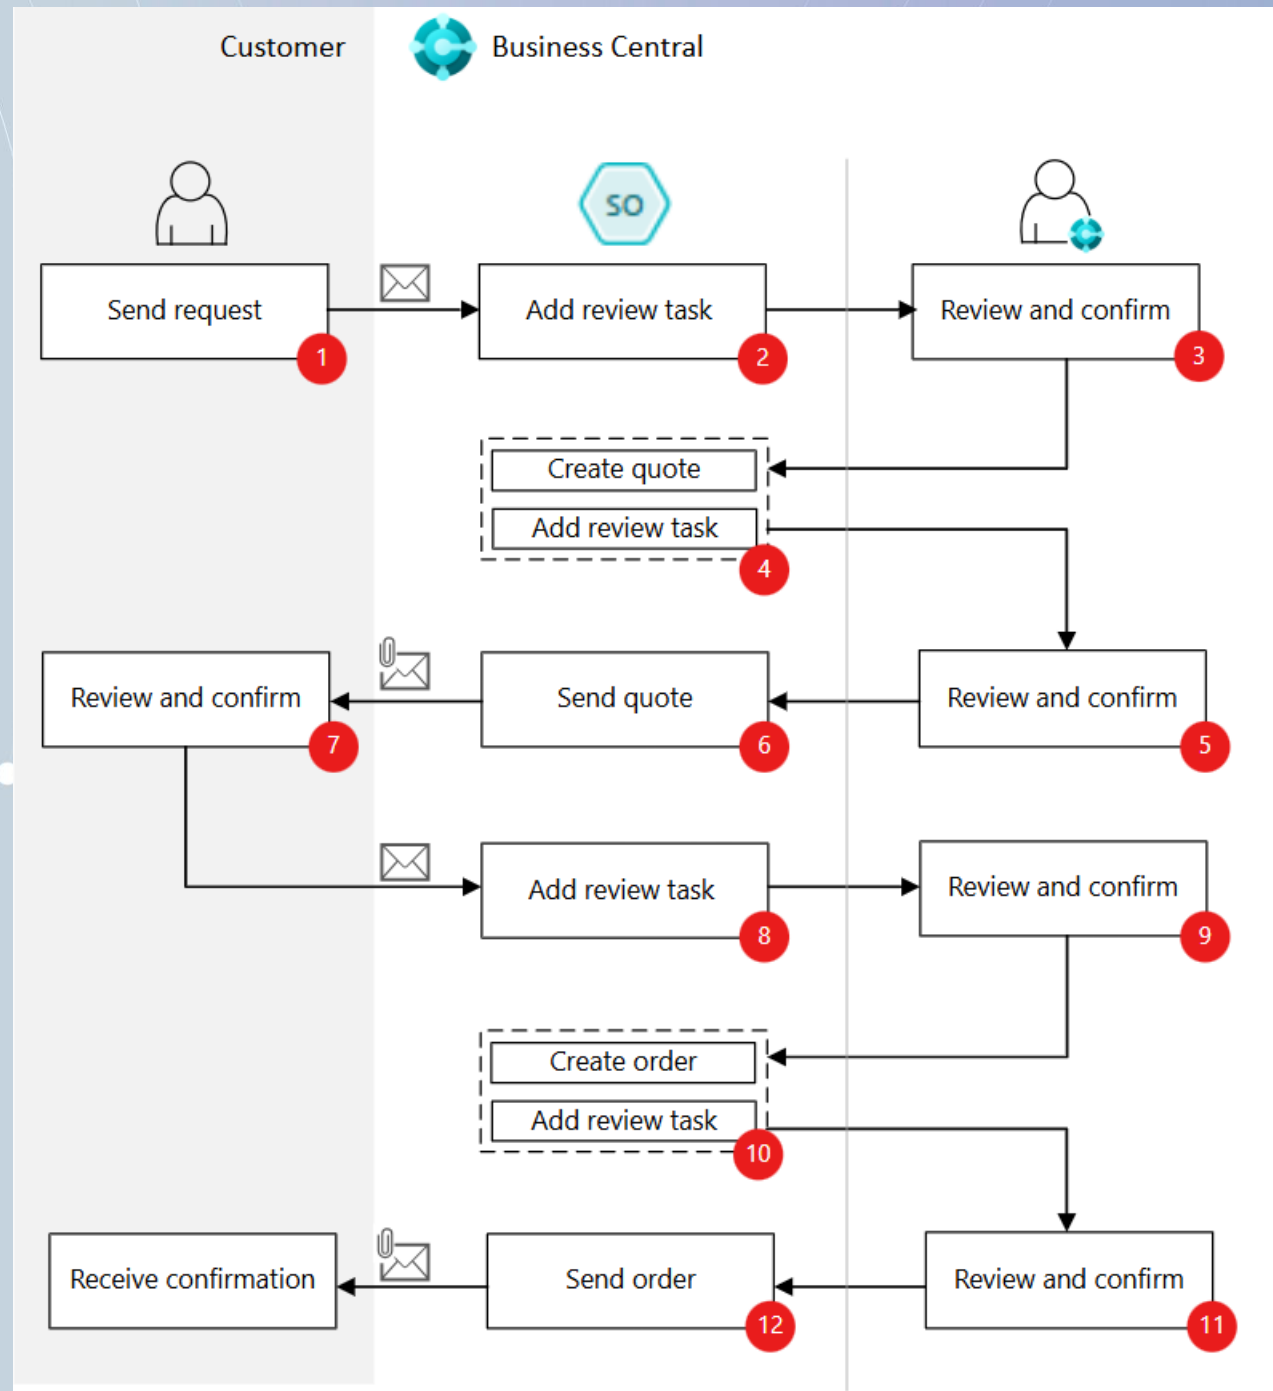 Customer
Business Central
SO
Send request
Add review task
Review and confirm
1
2
3
Create quote
Add review task
4
Review and confirm
Send quote
Review and confirm
7
6
5
Add review task
Review and confirm
8
9
Create order
Add review task
10
Receive confirmation
Send order
Review and confirm
12
11